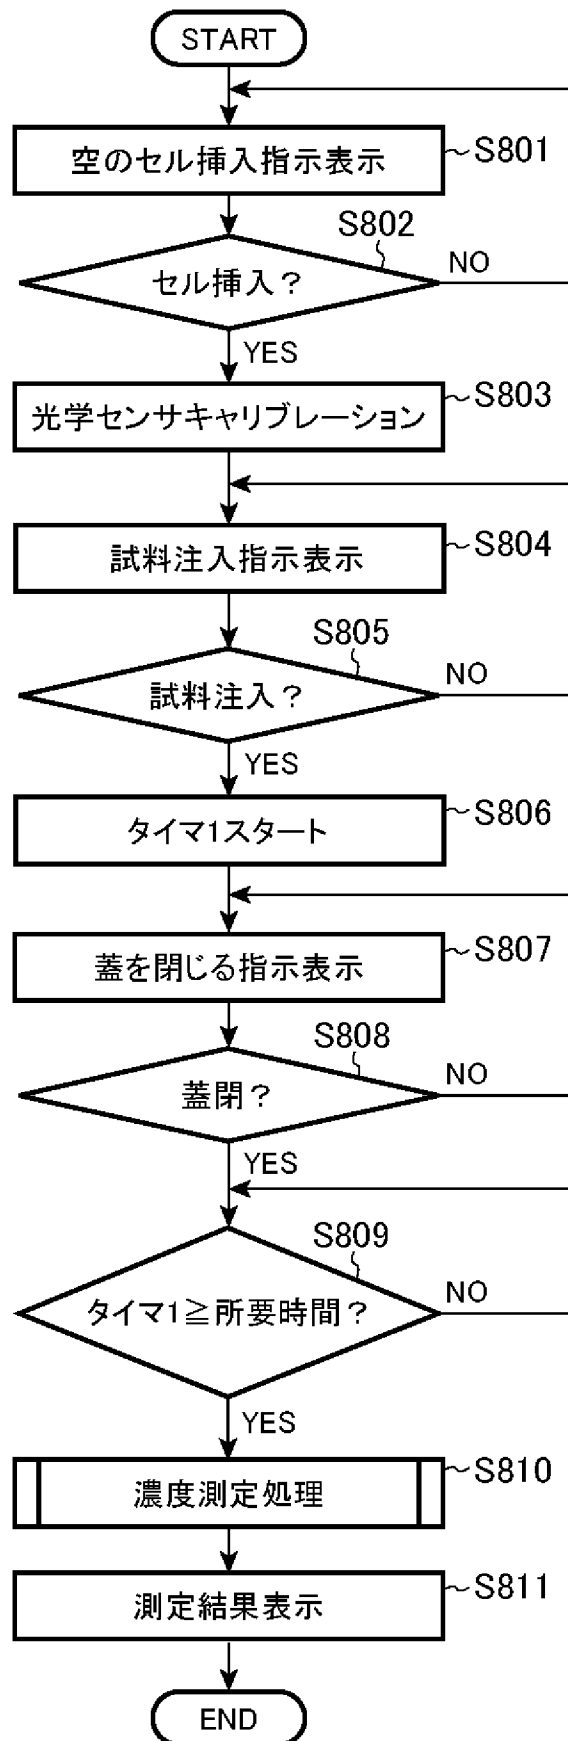 START
空のセル挿入指示表示
S801
S802
セル挿入？
NO
YES
光学センサキャリブレーション
S803
試料注入指示表示
S804
S805
試料注入？
NO
YES
タイマ1スタート
S806
蓋を閉じる指示表示
S807
S808
蓋閉？
NO
YES
S809
タイマ1≧所要時間？
NO
YES
濃度測定処理
S810
測定結果表示
S811
END